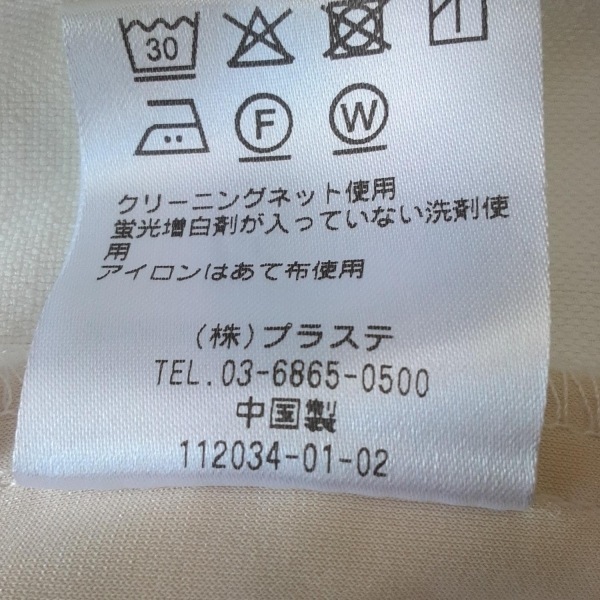 30
F W
クリーニングネット使用
蛍光増白剤が入っていない洗剤使
用
アイロンはあて布使用
(株)プラステ
TEL.03-6865-0500
中国製
112034-01-02